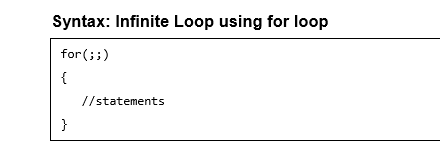 Syntax: Infinite Loop using for loop
for(;;)
{
//statements
}